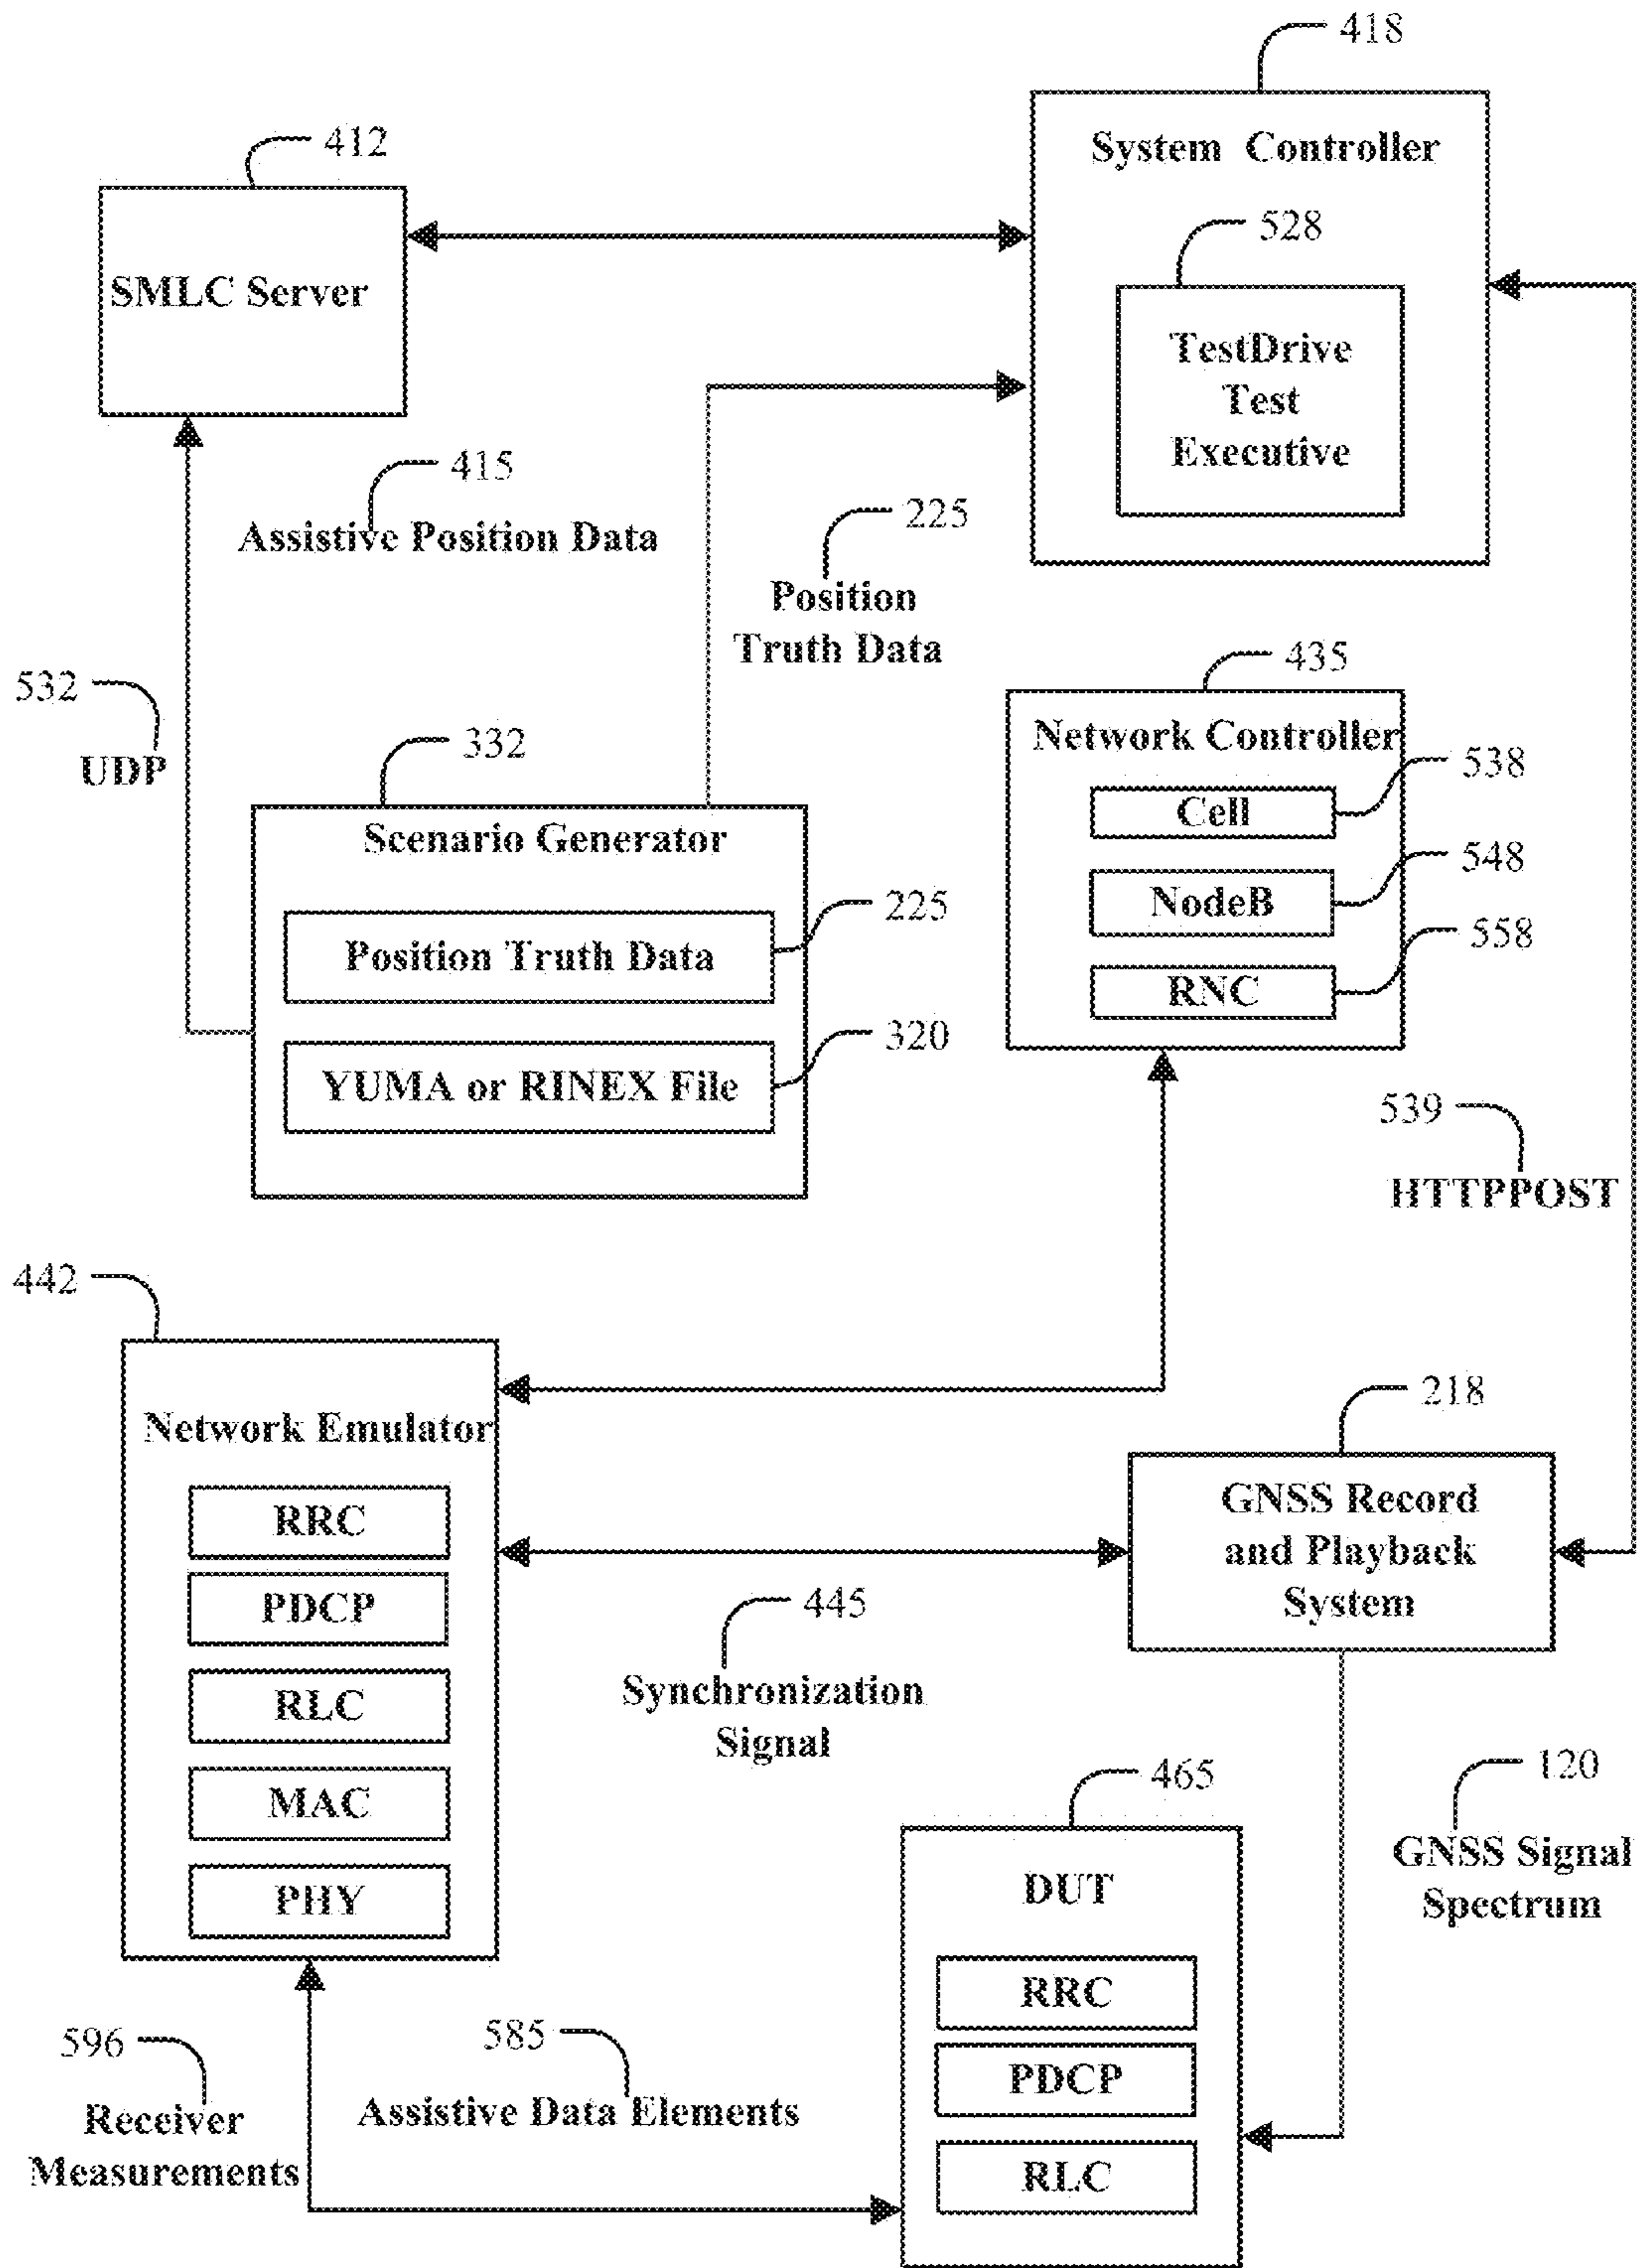 418
System Controller
412
528
SMLC Server
TestDrive
Test
Executive
415
Assistive Position Data
225
Position
Truth Data
532
UDP
435
Network Controller
332
538
Cell
Scenario Generator
548
NodeB
225
Position Truth Data
558
RNC
320
YUMA or RINEX File
539
HTTPPOST
442
218
Network Emulator
GNSS Record
and Playback
System
RRC
PDCP
445
Synchronization
Signal
RLC
MAC
465
120
GNSS Signal
Spectrum
PHY
DUT
RRC
596
Receiver
Measurements
585
Assistive Data Elements
PDCP
RLC